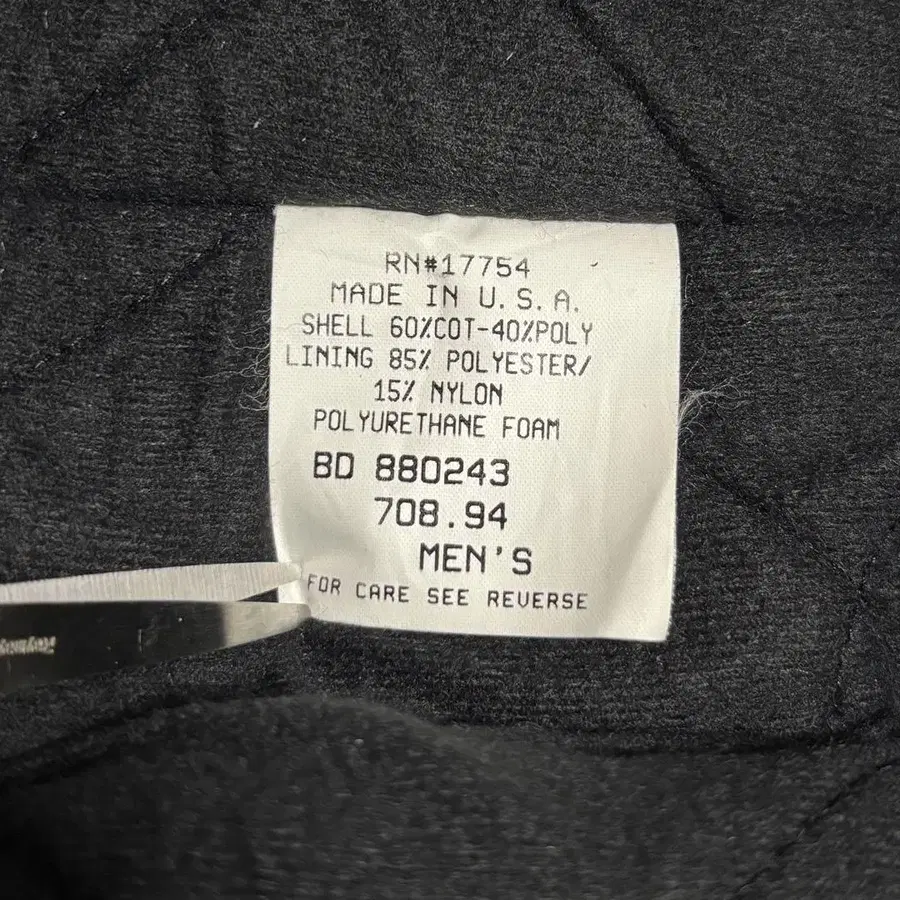 RN#17754
MADE IN U.S.A.
SHELL 60%COT-40%POLY
LINING 85% POLYESTER/
15% NYLON
POLYURETHANE FOAM
BD 880243
708.94
MEN'S
FOR CARE SEE REVERSE